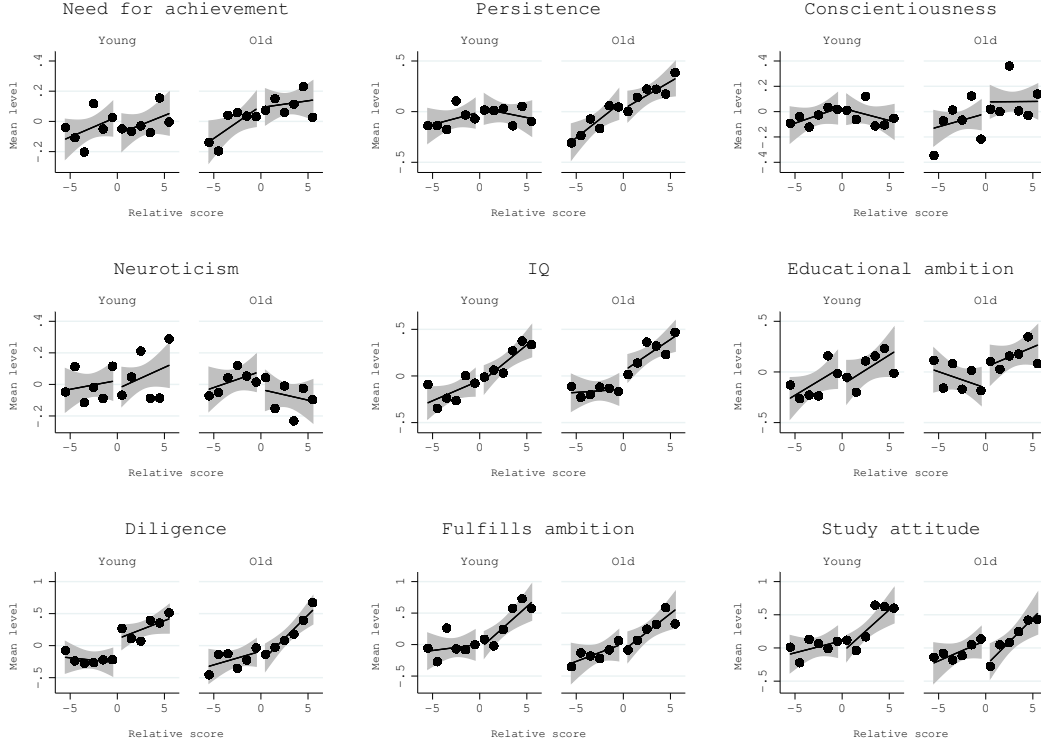 Need for achievement
Young Old
Mean level
.4
.2
0
-.2
-5 0 5 -5 0 5
Relative score
Persistence
Young Old
Mean level
.5
0
-.5
-5 0 5 -5 0 5
Relative score
Conscientiousness
Young Old
Mean level
.4
.2
0
-.2
-.4
-5 0 5 -5 0 5
Relative score
Neuroticism
Young Old
Mean level
.4
.2
0
-.2
-5 0 5 -5 0 5
Relative score
IQ
Young Old
Mean level
.5
0
-.5
-5 0 5 -5 0 5
Relative score
Educational ambition
Young Old
Mean level
.5
0
-.5
-5 0 5 -5 0 5
Relative score
Diligence
Young Old
Mean level
1
.5
0
-.5
-5 0 5 -5 0 5
Relative score
Fulfills ambition
Young Old
Mean level
1
.5
0
-.5
-5 0 5 -5 0 5
Relative score
Study attitude
Young Old
Mean level
1
.5
0
-.5
-5 0 5 -5 0 5
Relative score